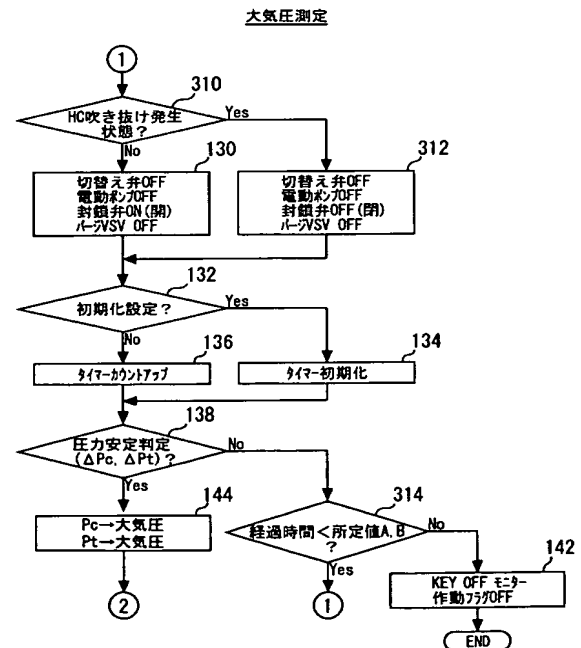 大気圧測定
1
310
HC吹き抜け発生
状態？
Yes
No
130
312
切替え弁OFF
電動ポンプOFF
封鎖弁ON(開)
パージVSV OFF
切替え弁OFF
電動ポンプOFF
封鎖弁OFF(閉)
パージVSV OFF
132
初期化設定？
Yes
No
136
134
タイマーカウントアップ
タイマー初期化
138
圧力安定判定
(ΔPc, ΔPt)？
No
Yes
144
314
Pc→大気圧
Pt→大気圧
経過時間<所定値A,B
？
No
Yes
142
2
1
KEY OFF モニター
作動フラグOFF
END